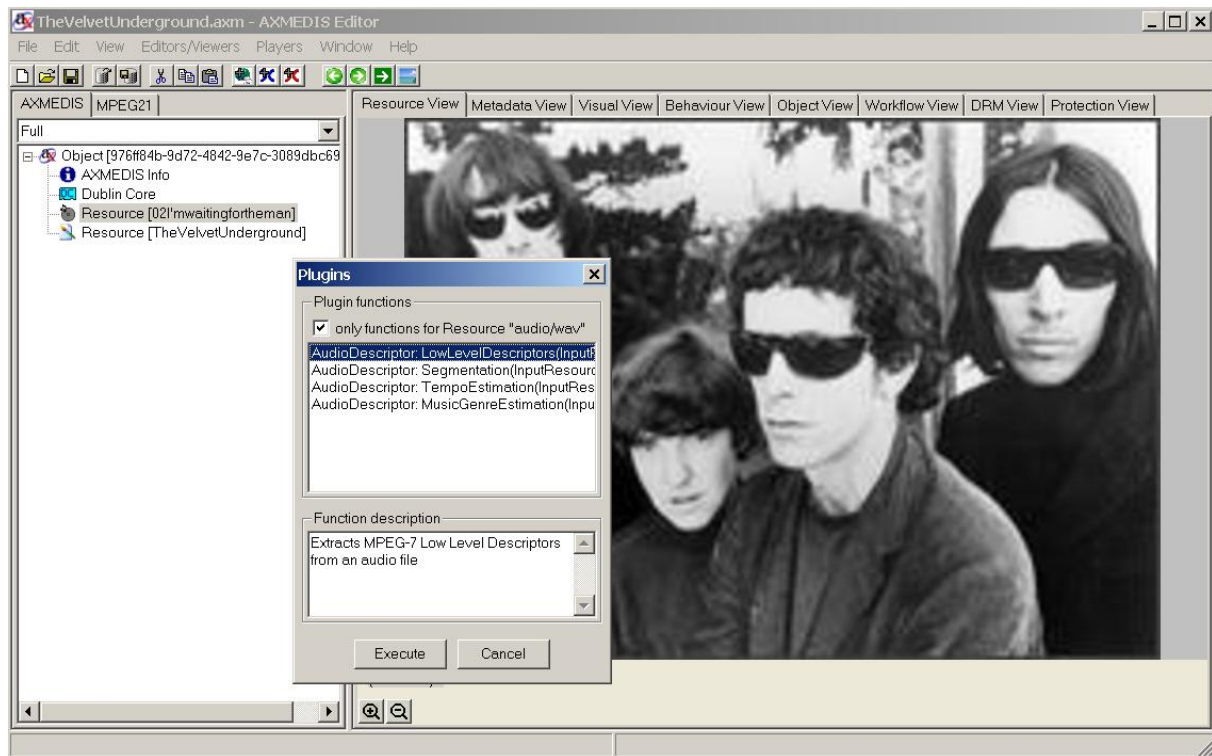 TheVelvetUnderground.axm - AXMEDIS Editor
File Edit View Editors/Viewers Players Window Help
AXMEDIS MPEG21
Resource View Metadata View Visual View Behaviour View Object View Workflow View DRM View Protection View
Full
Object [976ff84b-9d72-4842-9e7c-3089dbc69
AXMEDIS Info
Dublin Core
Resource [02I'mwaitingfortheman]
Resource [TheVelvetUnderground]
Plugins
Plugin functions
only functions for Resource "audio/wav"
AudioDescriptor: LowLevelDescriptors(InputR
AudioDescriptor: Segmentation(InputResourc
AudioDescriptor: TempoEstimation(InputRes
AudioDescriptor: MusicGenreEstimation(Inpu
Function description
Extracts MPEG-7 Low Level Descriptors
from an audio file
Execute Cancel